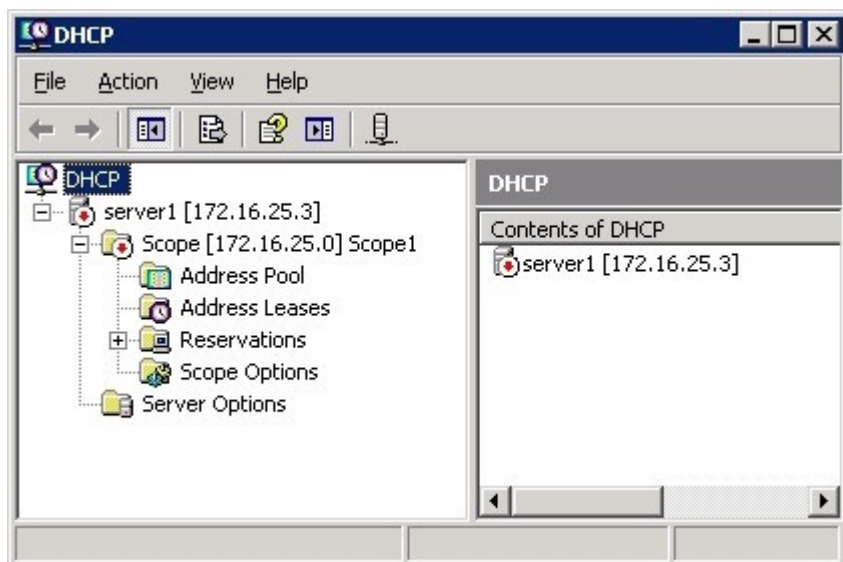 DHCP
File Action View Help
DHCP
server1 [172.16.25.3]
Scope [172.16.25.0] Scope1
Address Pool
Address Leases
Reservations
Scope Options
Server Options
DHCP
Contents of DHCP
server1 [172.16.25.3]